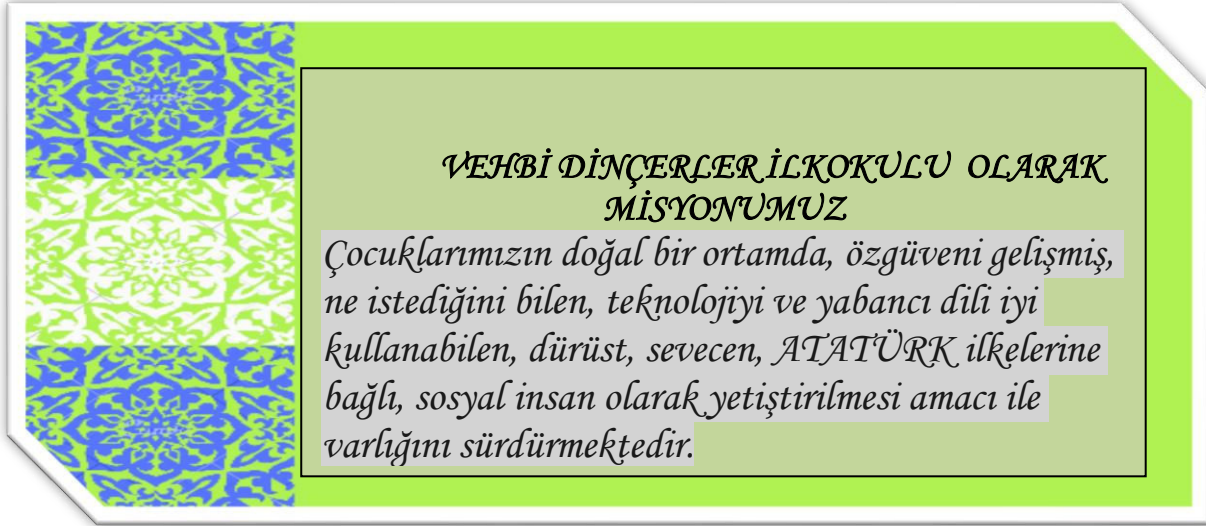 VEHBİ DİNÇERLER İLKOKULU OLARAK
MİSYONUMUZ
Çocuklarımızın doğal bir ortamda, özgüveni gelişmiş,
ne istediğini bilen, teknolojiyi ve yabancı dili iyi
kullanabilen, dürüst, sevecen, ATATÜRK ilkelerine
bağlı, sosyal insan olarak yetiştirilmesi amacı ile
varlığını sürdürmektedir.